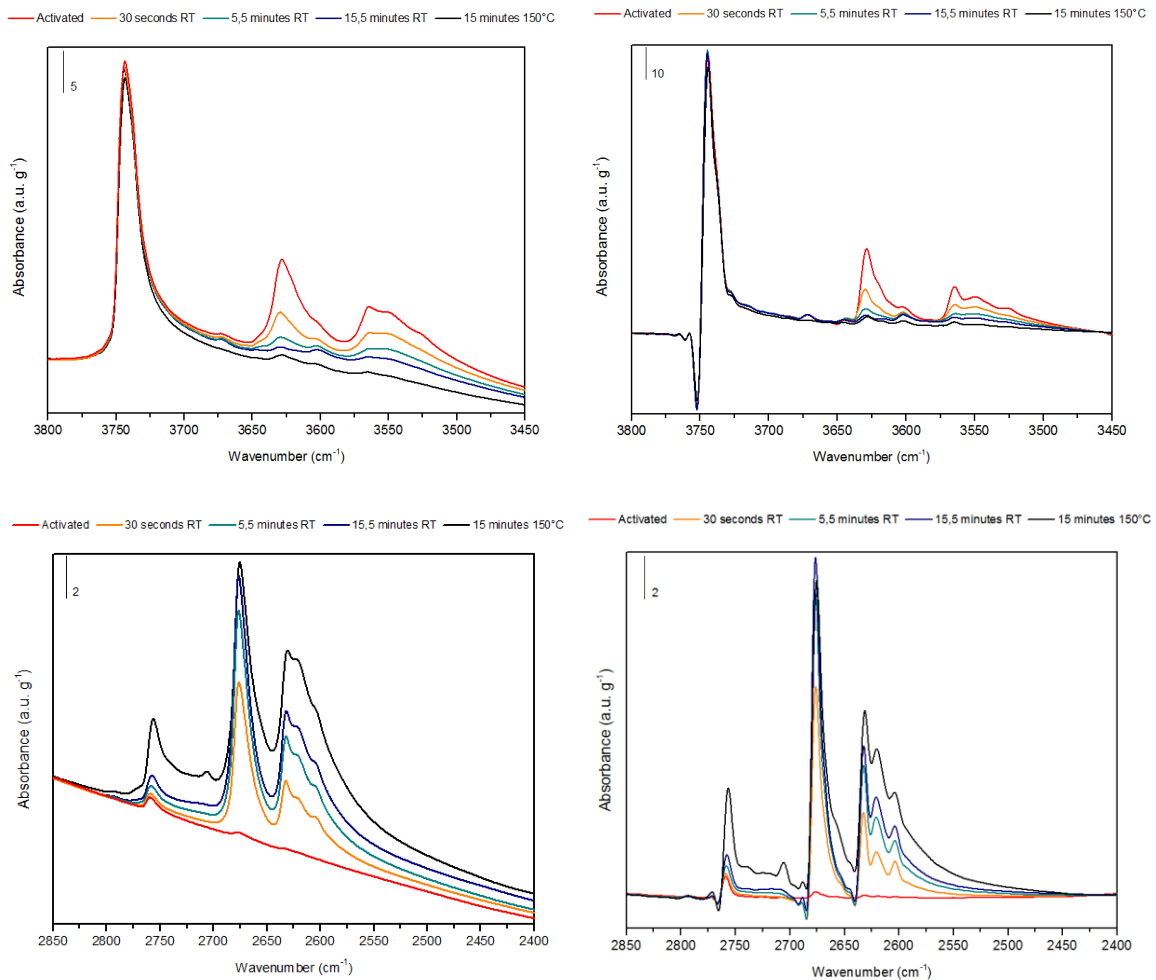 Activated 30 seconds RT 5,5 minutes RT 15,5 minutes RT 15 minutes 150°C
5
Absorbance (a.u. g⁻¹)
3800 3750 3700 3650 3600 3550 3500 3450
Wavenumber (cm⁻¹)
Activated 30 seconds RT 5,5 minutes RT 15,5 minutes RT 15 minutes 150°C
10
Absorbance (a.u. g⁻¹)
3800 3750 3700 3650 3600 3550 3500 3450
Wavenumber (cm⁻¹)
Activated 30 seconds RT 5,5 minutes RT 15,5 minutes RT 15 minutes 150°C
2
Absorbance (a.u. g⁻¹)
2850 2800 2750 2700 2650 2600 2550 2500 2450 2400
Wavenumber (cm⁻¹)
Activated 30 seconds RT 5,5 minutes RT 15,5 minutes RT 15 minutes 150°C
2
Absorbance (a.u. g⁻¹)
2850 2800 2750 2700 2650 2600 2550 2500 2450 2400
Wavenumber (cm⁻¹)